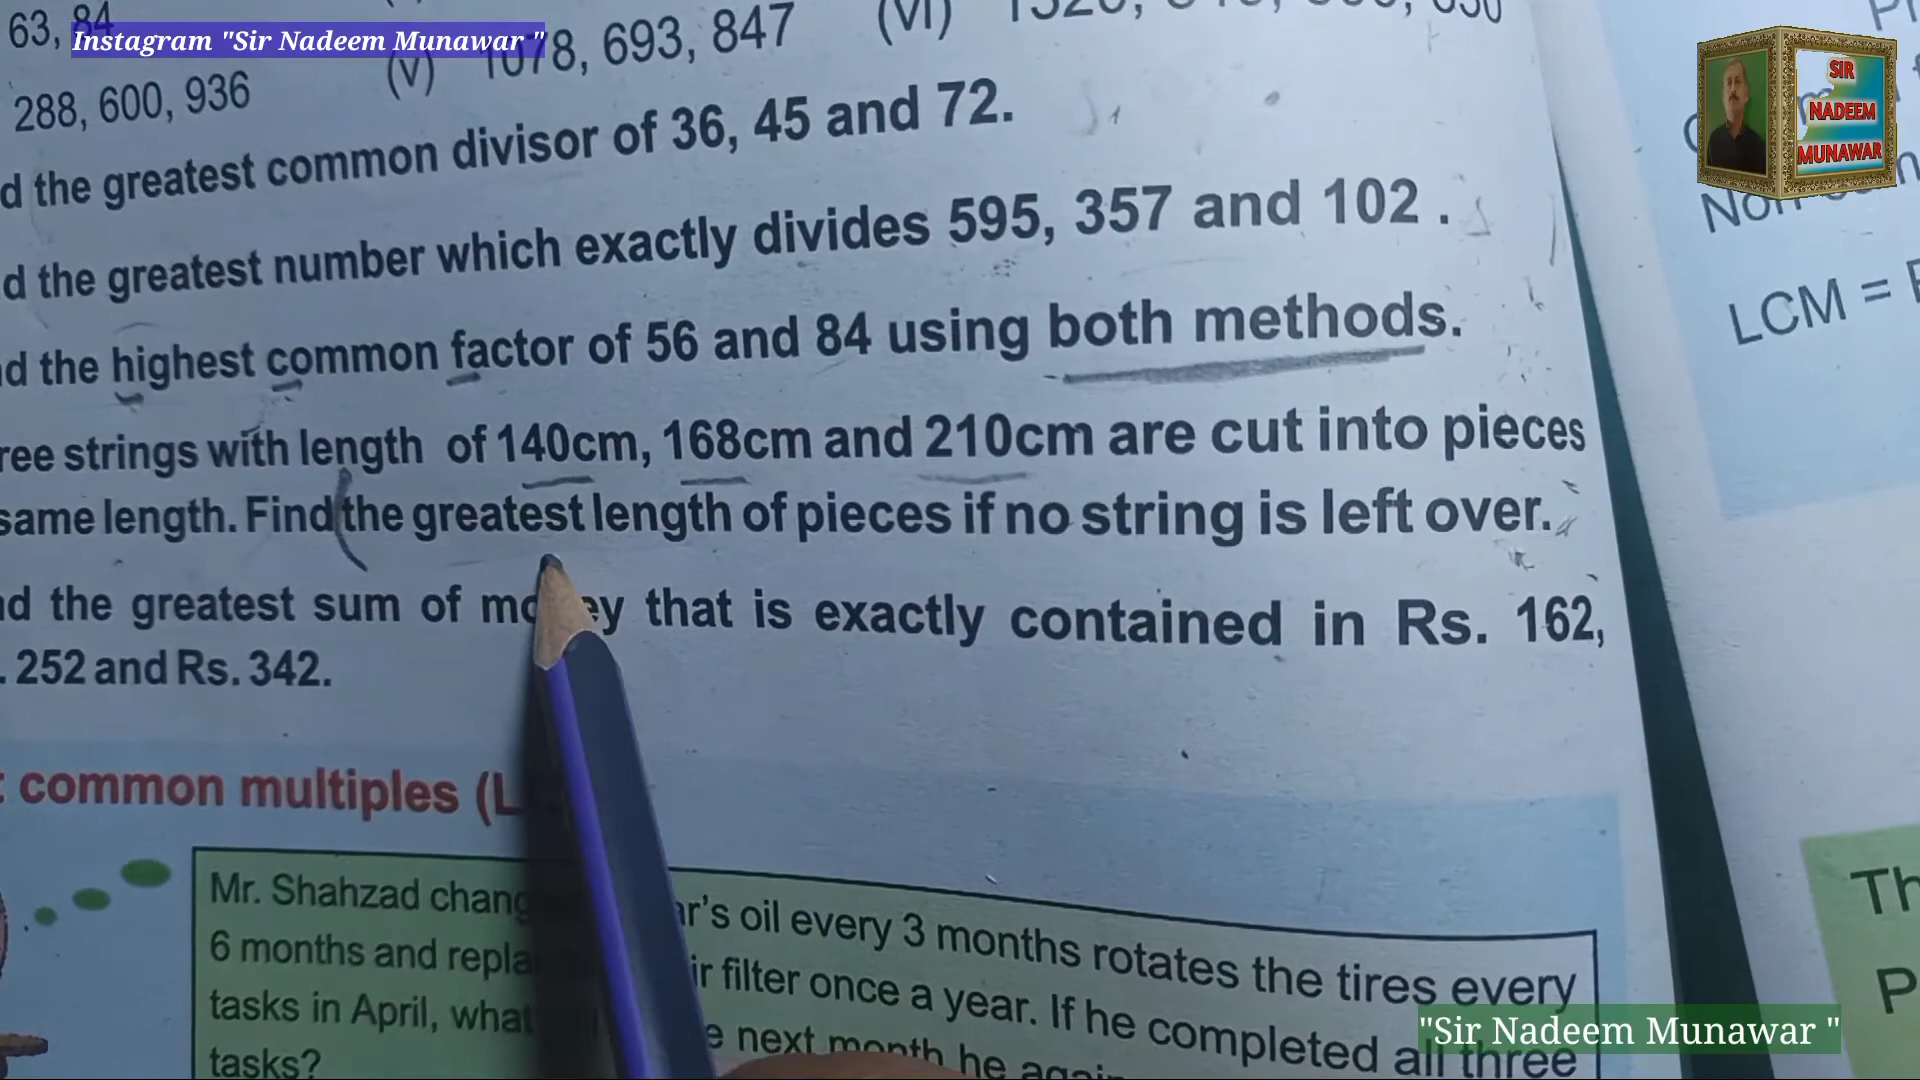 63, 84
Instagram "Sir Nadeem Munawar "
288, 600, 936
(v) 1078, 693, 847
(vi)
d the greatest common divisor of 36, 45 and 72.
d the greatest number which exactly divides 595, 357 and 102 .
d the highest common factor of 56 and 84 using both methods.
ree strings with length of 140cm, 168cm and 210cm are cut into pieces
same length. Find the greatest length of pieces if no string is left over.
d the greatest sum of mo ey that is exactly contained in Rs. 162,
. 252 and Rs. 342.
common multiples (L
Mr. Shahzad chang r's oil every 3 months rotates the tires every
6 months and repla ir filter once a year. If he completed all three
tasks in April, what e next month he again
tasks?
SIR
NADEEM
MUNAWAR
LCM =
Th
P
"Sir Nadeem Munawar "